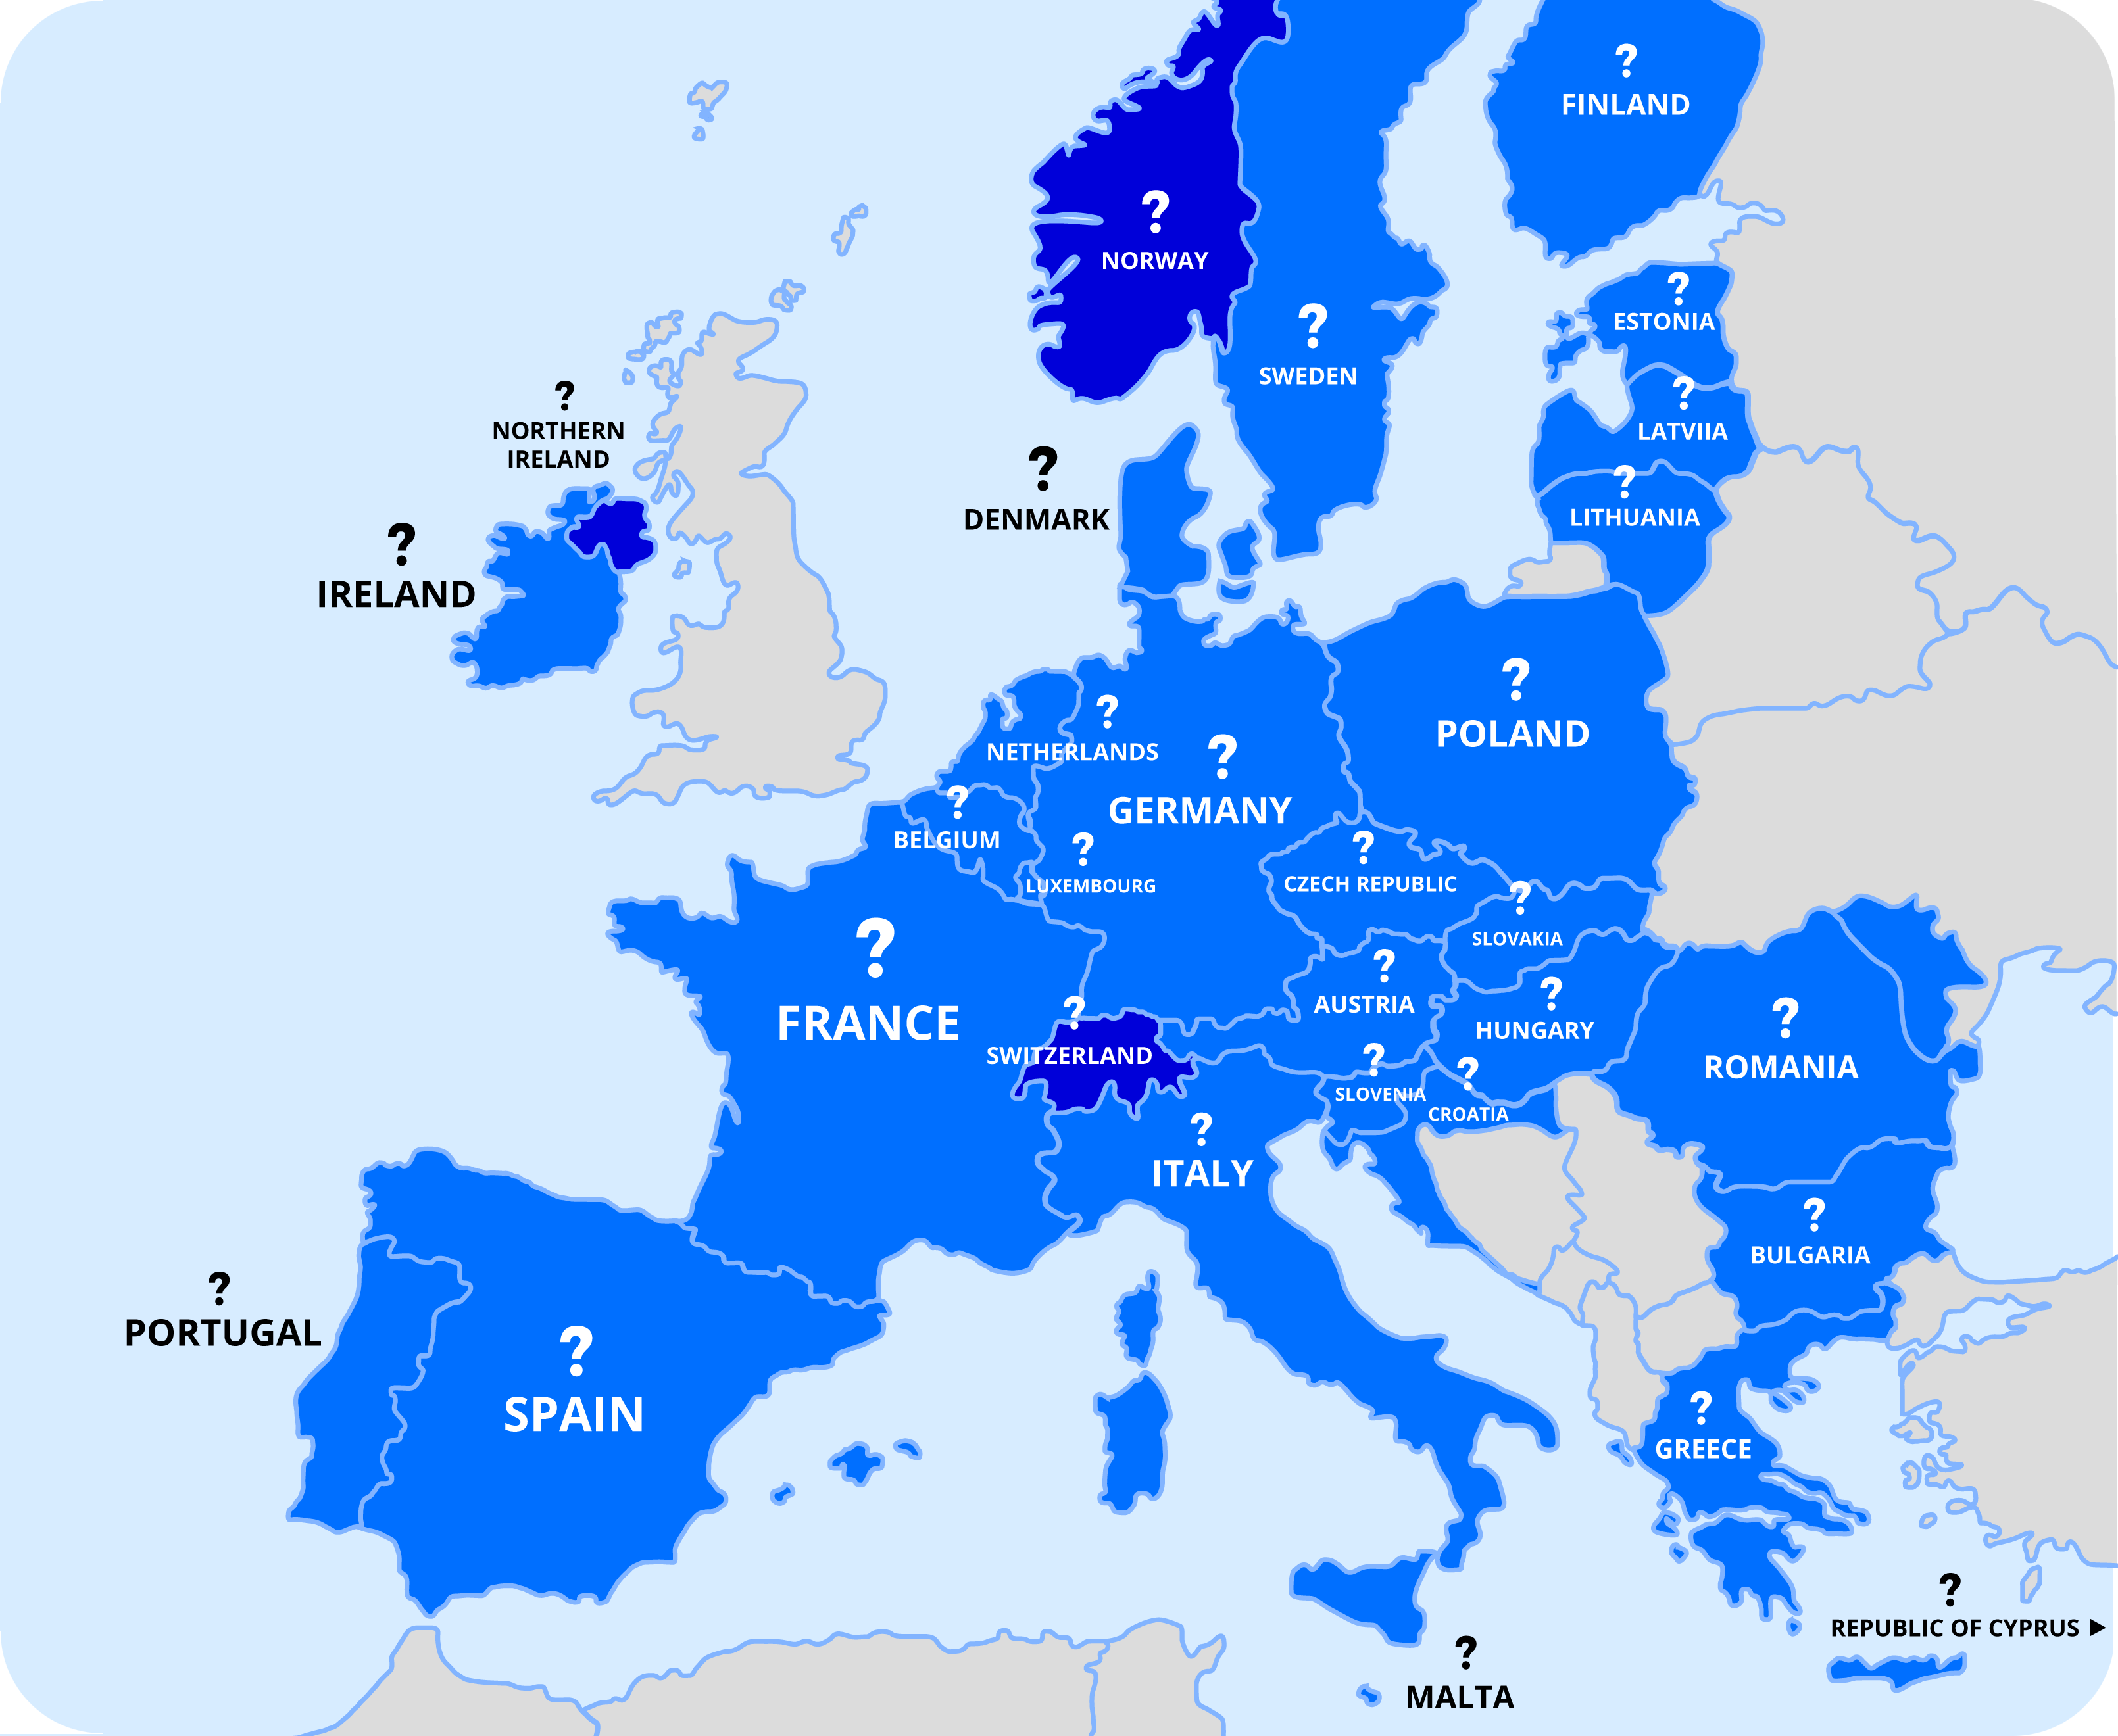 ?
FINLAND
?
NORWAY
?
ESTONIA
?
SWEDEN
?
NORTHERN
IRELAND
?
LATVIIA
?
DENMARK
?
LITHUANIA
?
IRELAND
?
POLAND
?
NETHERLANDS
?
GERMANY
?
BELGIUM
?
LUXEMBOURG
?
CZECH REPUBLIC
?
SLOVAKIA
?
FRANCE
?
AUSTRIA
?
HUNGARY
?
SWITZERLAND
?
ROMANIA
?
SLOVENIA
?
CROATIA
?
ITALY
?
BULGARIA
?
PORTUGAL
?
SPAIN
?
GREECE
?
REPUBLIC OF CYPRUS ►
?
MALTA